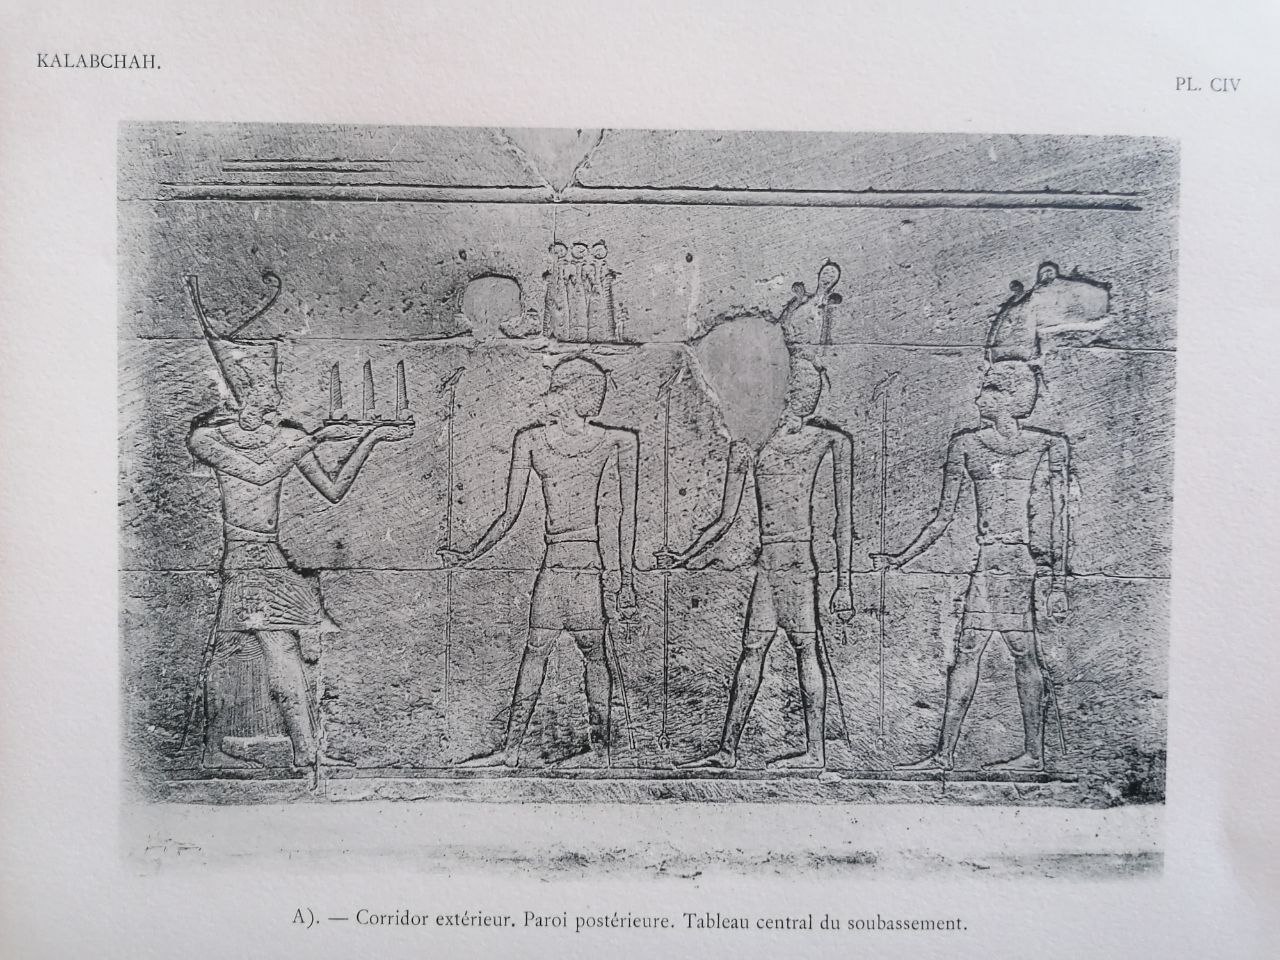 KALABCHAH.
PL. CIV
A). — Corridor extérieur. Paroi postérieure. Tableau central du soubassement.